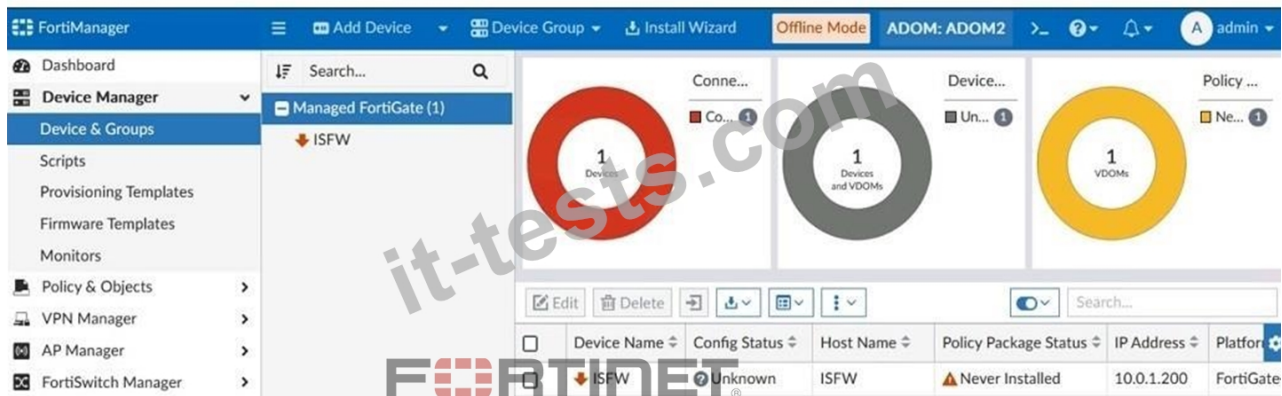 FortiManager
Add Device
Device Group
Install Wizard
Offline Mode
ADOM: ADOM2
>_
?
A
admin
Dashboard
Device Manager
Device & Groups
Scripts
Provisioning Templates
Firmware Templates
Monitors
Policy & Objects
VPN Manager
AP Manager
FortiSwitch Manager
Search...
Managed FortiGate (1)
ISFW
Conne...
Co... 1
1
Devices
Device...
Un... 1
1
Devices
and VDOMs
Policy ...
Ne... 1
1
VDOMs
Edit
Delete
Search...
Device Name Config Status Host Name Policy Package Status IP Address Platfor
ISFW Unknown ISFW Never Installed 10.0.1.200 FortiGate
it-tests.com
FORTINET®